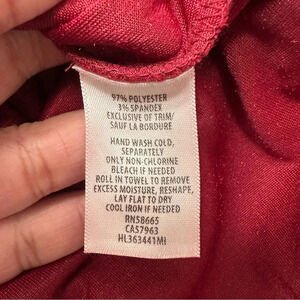 97% POLYESTER
3% SPANDEX
EXCLUSIVE OF TRIM/
SAUF LA BORDURE
HAND WASH COLD,
SEPARATELY
ONLY NON-CHLORINE
BLEACH IF NEEDED
ROLL IN TOWEL TO REMOVE
EXCESS MOISTURE, RESHAPE,
LAY FLAT TO DRY
COOL IRON IF NEEDED
RN58665
CA57963
HL363441MI